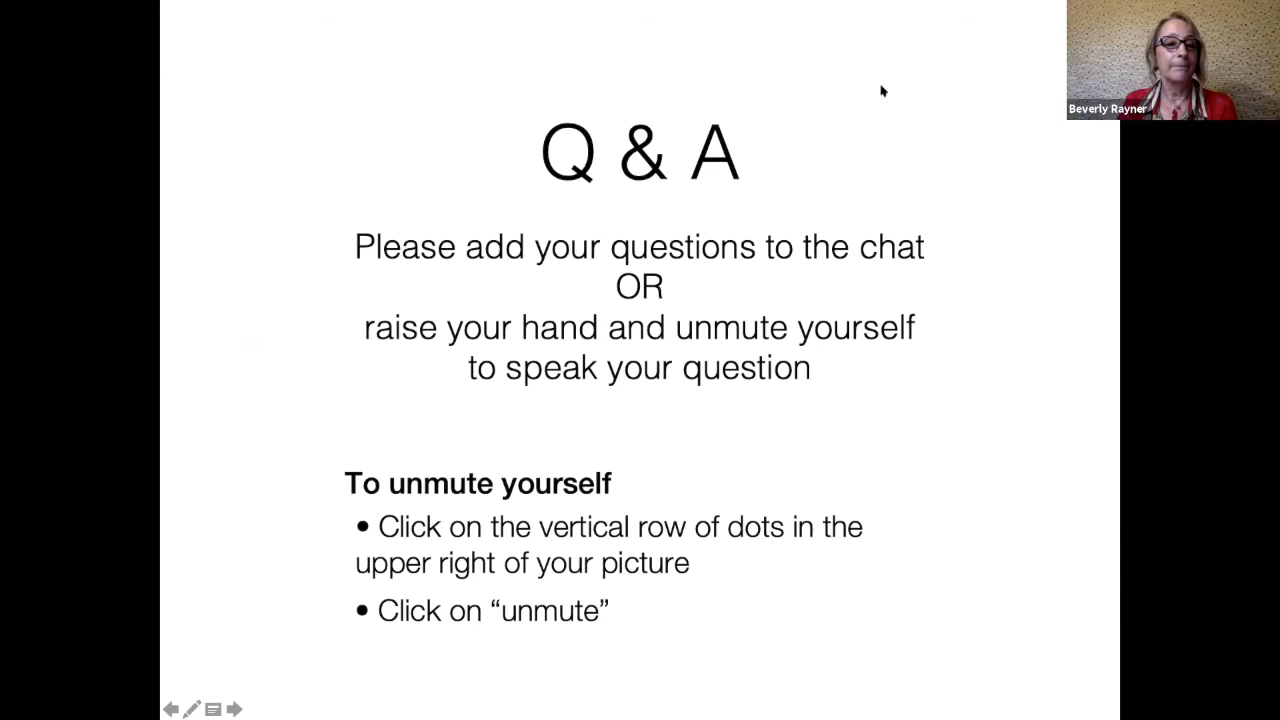 Beverly Rayner
Q & A
Please add your questions to the chat
OR
raise your hand and unmute yourself
to speak your question
To unmute yourself
• Click on the vertical row of dots in the
upper right of your picture
• Click on “unmute”